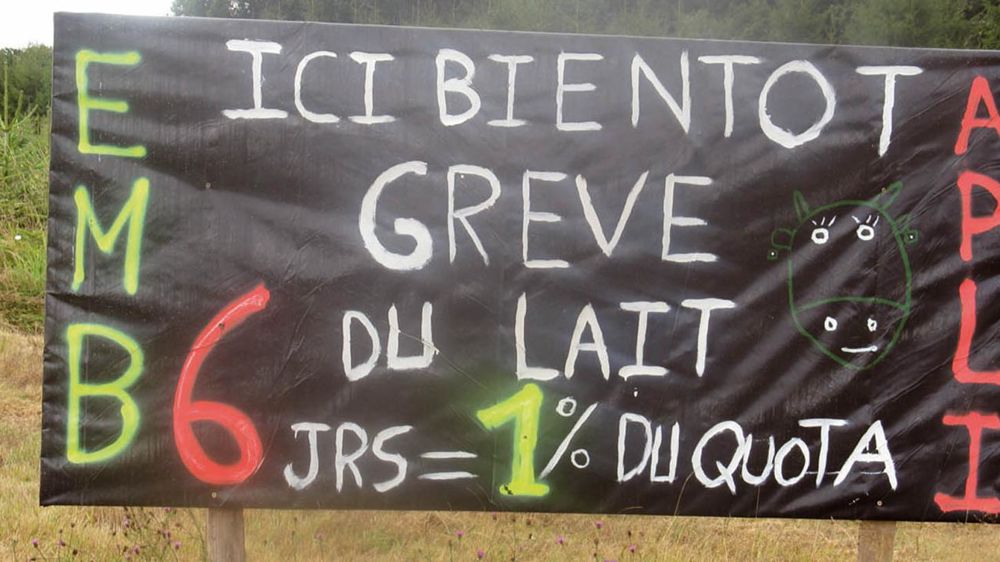 EMB
ICI BIENTOT
GREVE
DU LAIT
6 JRS = 1% DU QUOTA
APLI